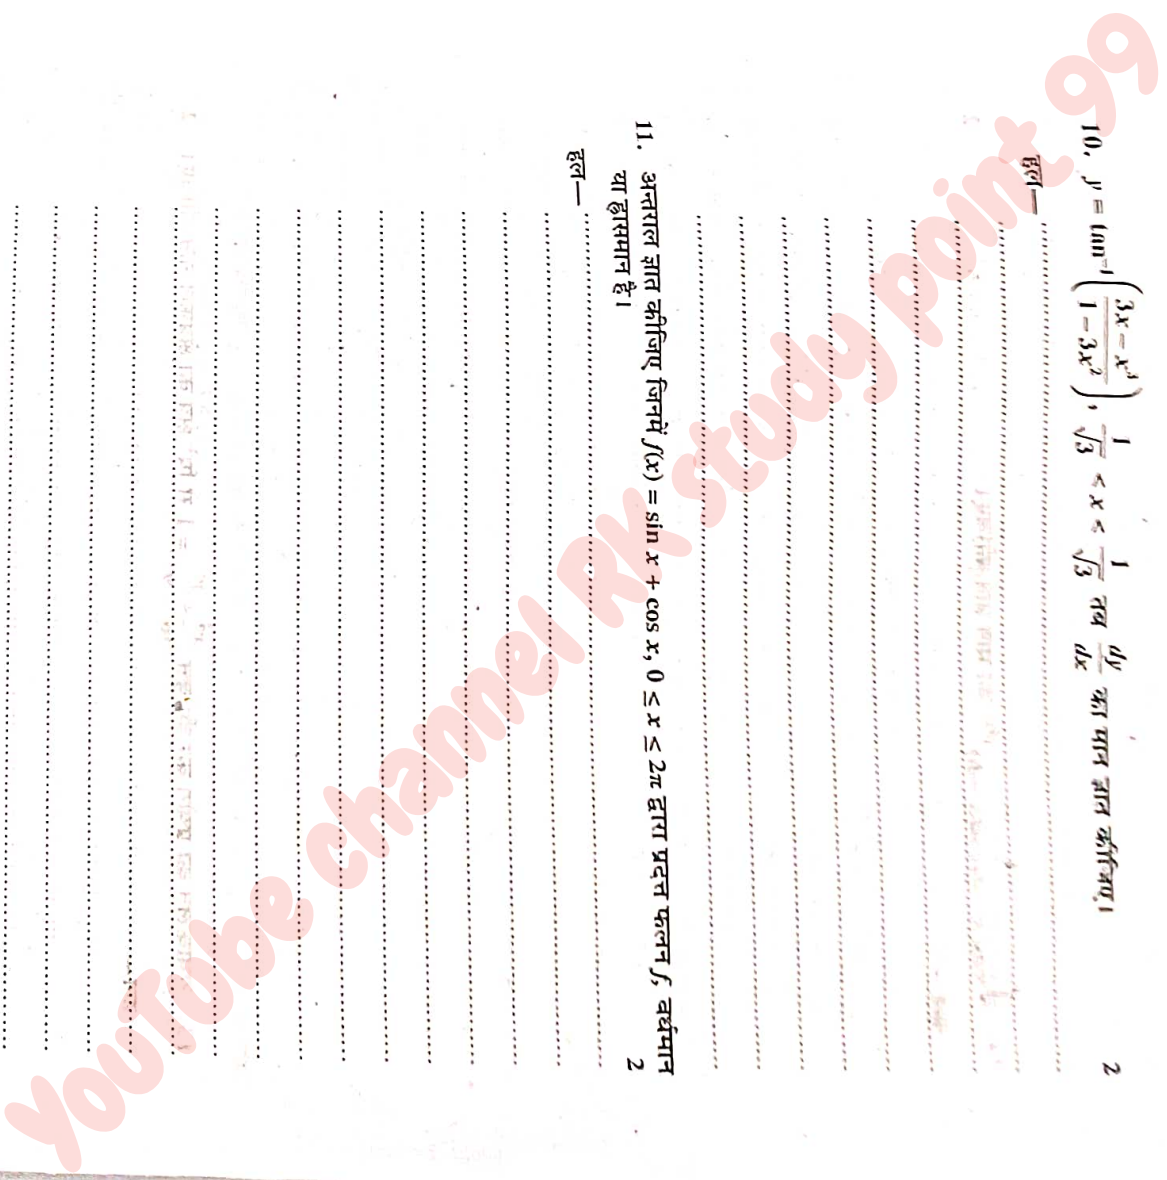 10. y = tan⁻¹ ((3x – x³)/(1 – 3x²)), 1/√3 < x < 1/√3 तब dy/dx का मान ज्ञात कीजिए। 2
हल—
11. अन्तराल ज्ञात कीजिए जिनमें f(x) = sin x + cos x, 0 ≤ x ≤ 2π द्वारा प्रदत्त फलन f, वर्धमान
या ह्रासमान है। 2
हल—
YouTube channel RK study point 99